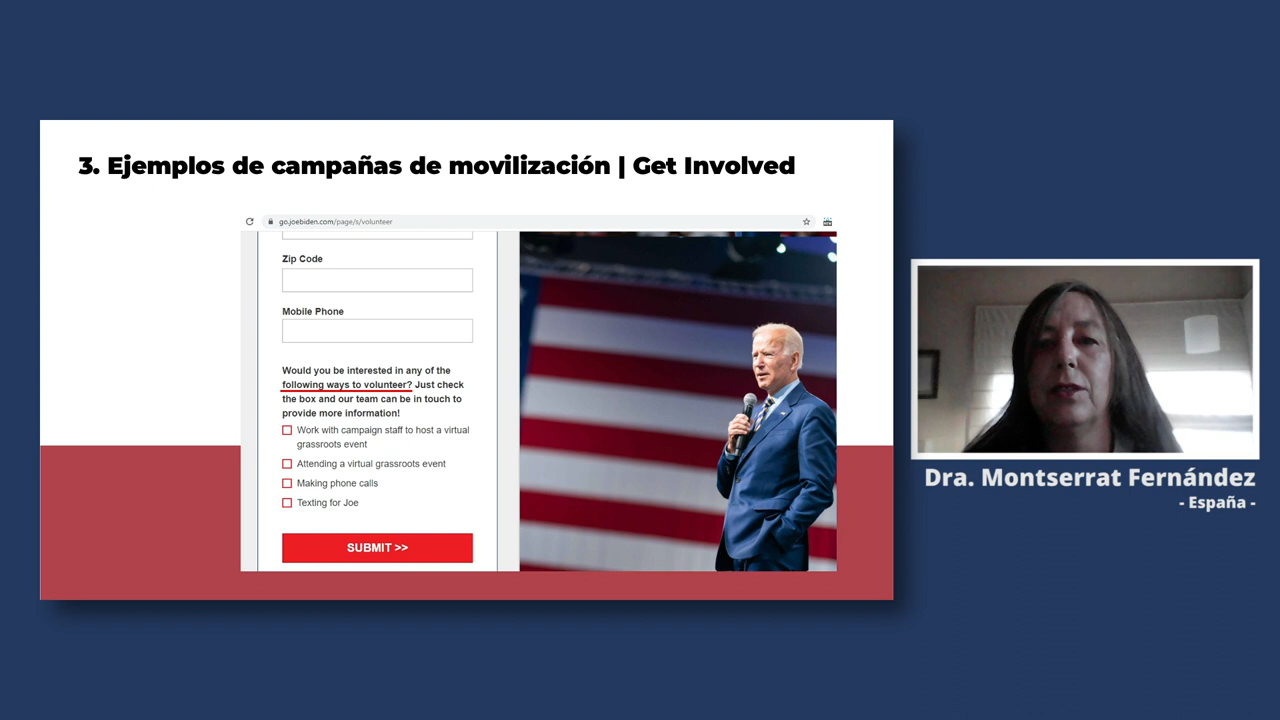 3. Ejemplos de campañas de movilización | Get Involved
go.joebiden.com/page/s/volunteer
Zip Code
Mobile Phone
Would you be interested in any of the
following ways to volunteer? Just check
the box and our team can be in touch to
provide more information!
Work with campaign staff to host a virtual
grassroots event
Attending a virtual grassroots event
Making phone calls
Texting for Joe
SUBMIT >>
Dra. Montserrat Fernández
- España -